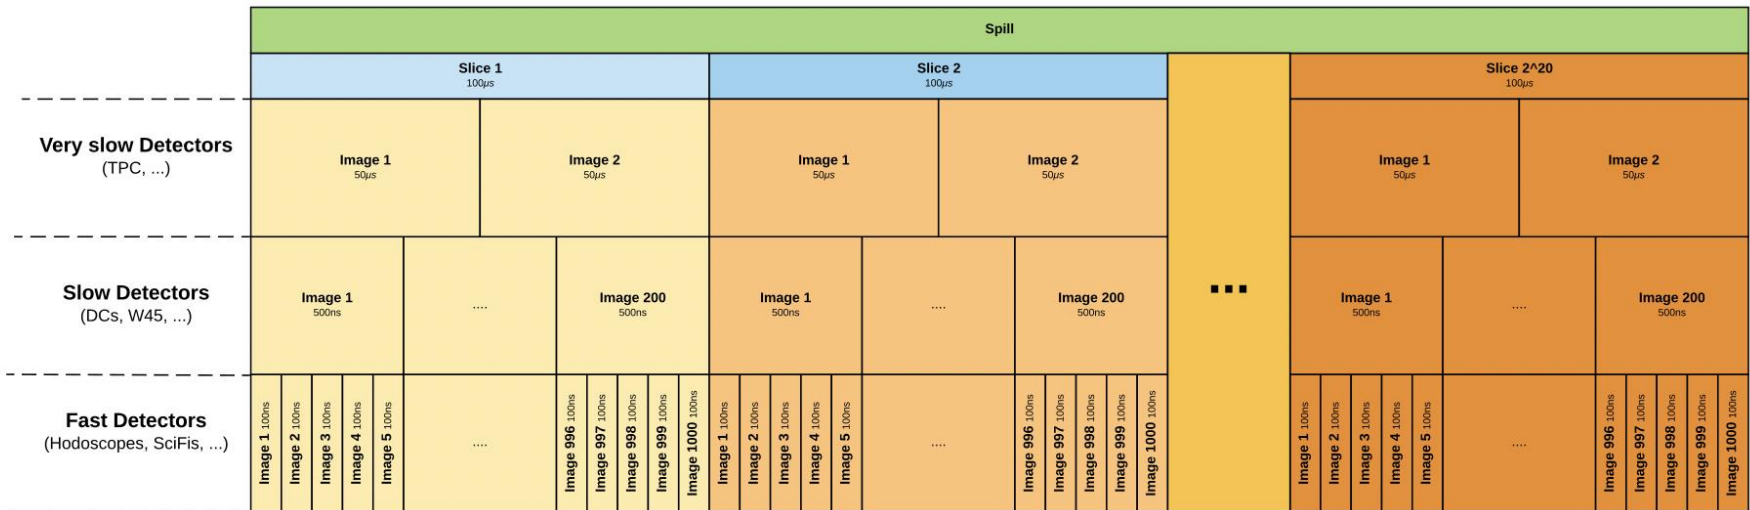 Spill
Slice 1
100µs
Slice 2
100µs
Slice 2^20
100µs
Very slow Detectors
(TPC, ...)
Image 1
50µs
Image 2
50µs
Image 1
50µs
Image 2
50µs
Image 1
50µs
Image 2
50µs
...
Slow Detectors
(DCs, W45, ...)
Image 1
500ns
....
Image 200
500ns
Image 1
500ns
....
Image 200
500ns
Image 1
500ns
....
Image 200
500ns
Fast Detectors
(Hodoscopes, SciFis, ...)
Image 1 100ns
Image 2 100ns
Image 3 100ns
Image 4 100ns
Image 5 100ns
....
Image 996 100ns
Image 997 100ns
Image 998 100ns
Image 999 100ns
Image 1000 100ns
Image 1 100ns
Image 2 100ns
Image 3 100ns
Image 4 100ns
Image 5 100ns
....
Image 996 100ns
Image 997 100ns
Image 998 100ns
Image 999 100ns
Image 1000 100ns
Image 1 100ns
Image 2 100ns
Image 3 100ns
Image 4 100ns
Image 5 100ns
....
Image 996 100ns
Image 997 100ns
Image 998 100ns
Image 999 100ns
Image 1000 100ns